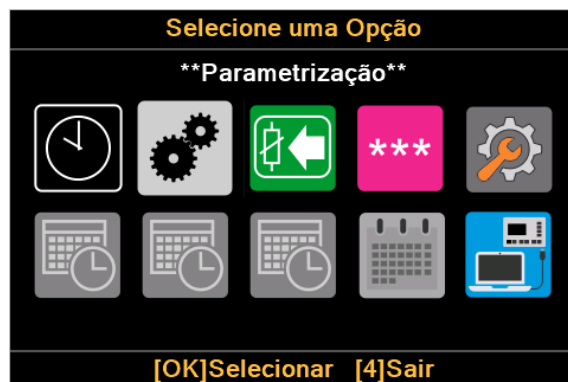 Selecione uma Opção
**Parametrização**
***
[OK]Selecionar [4]Sair